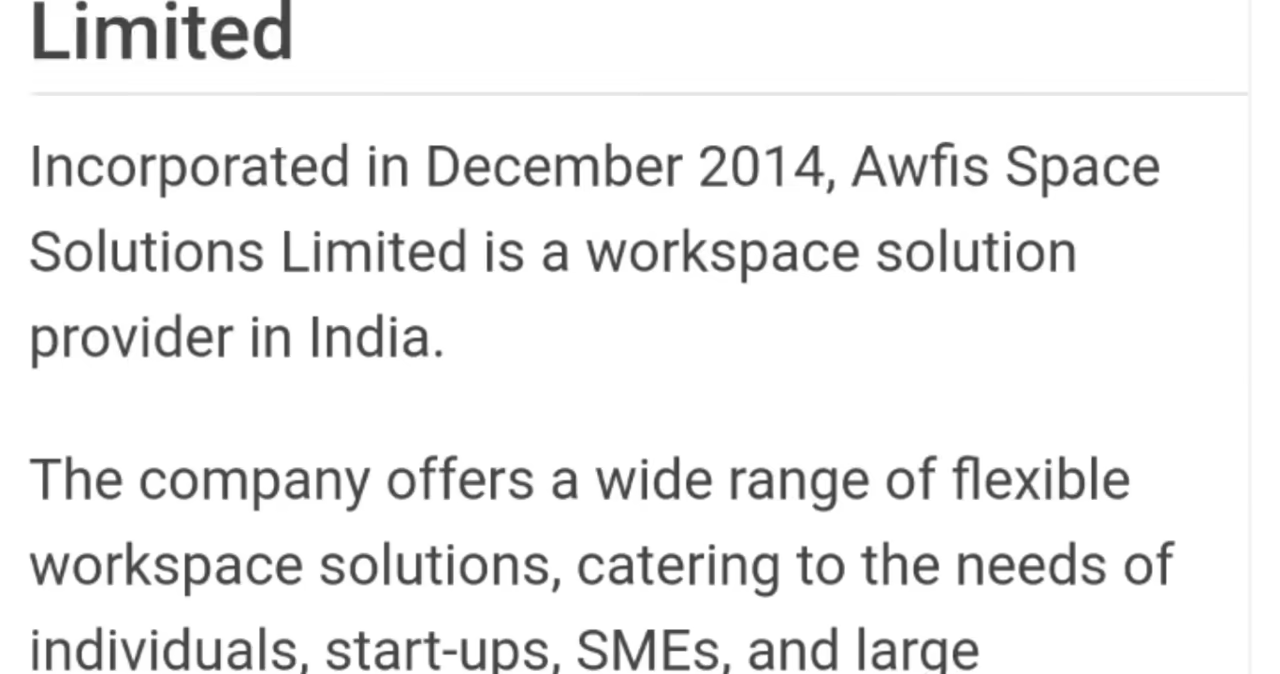 Limited
Incorporated in December 2014, Awfis Space
Solutions Limited is a workspace solution
provider in India.
The company offers a wide range of flexible
workspace solutions, catering to the needs of
individuals, start-ups, SMEs, and large